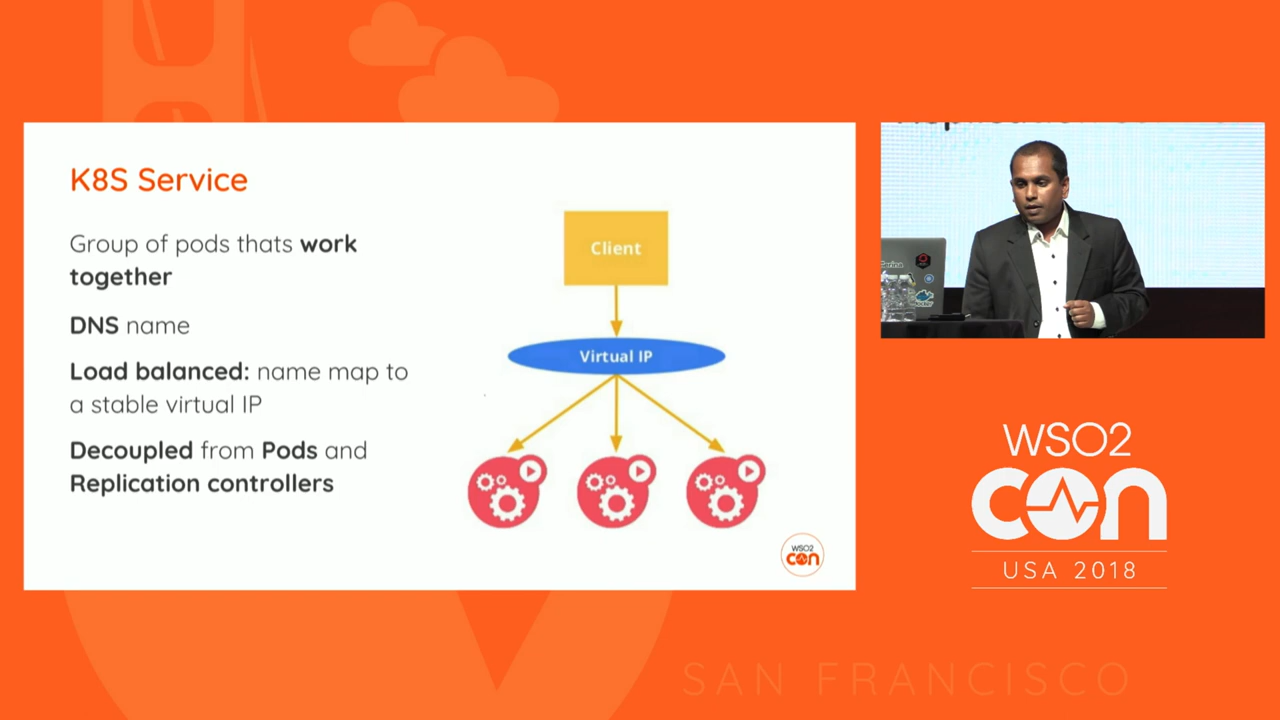 K8S Service
Group of pods thats work
together
DNS name
Load balanced: name map to
a stable virtual IP
Decoupled from Pods and
Replication controllers
Client
Virtual IP
WSO2
CON
WSO2
CON
USA 2018
SAN FRANCISCO